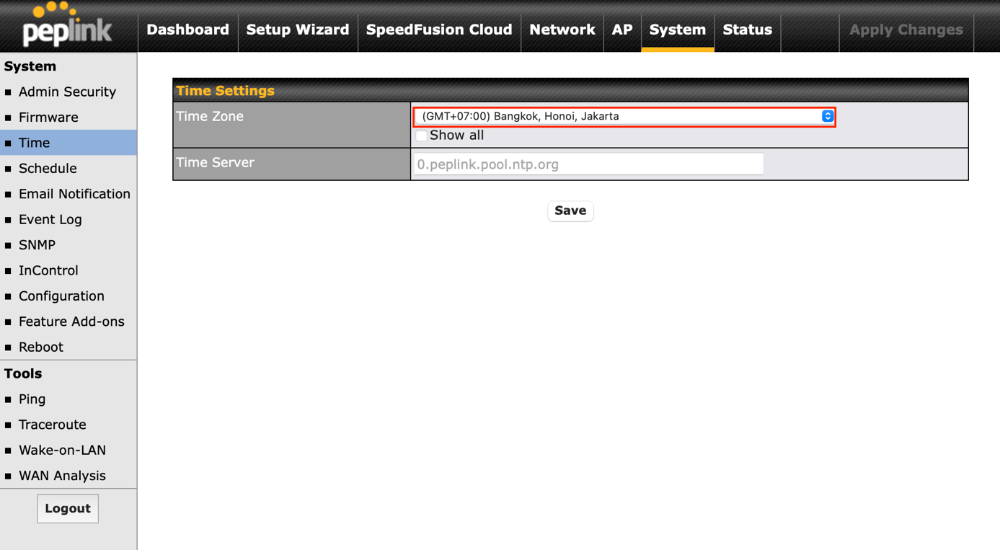 peplink
Dashboard
Setup Wizard
SpeedFusion Cloud
Network
AP
System
Status
Apply Changes
System
Admin Security
Firmware
Time
Schedule
Email Notification
Event Log
SNMP
InControl
Configuration
Feature Add-ons
Reboot
Tools
Ping
Traceroute
Wake-on-LAN
WAN Analysis
Logout
Time Settings
Time Zone
(GMT+07:00) Bangkok, Honoi, Jakarta
Show all
Time Server
0.peplink.pool.ntp.org
Save